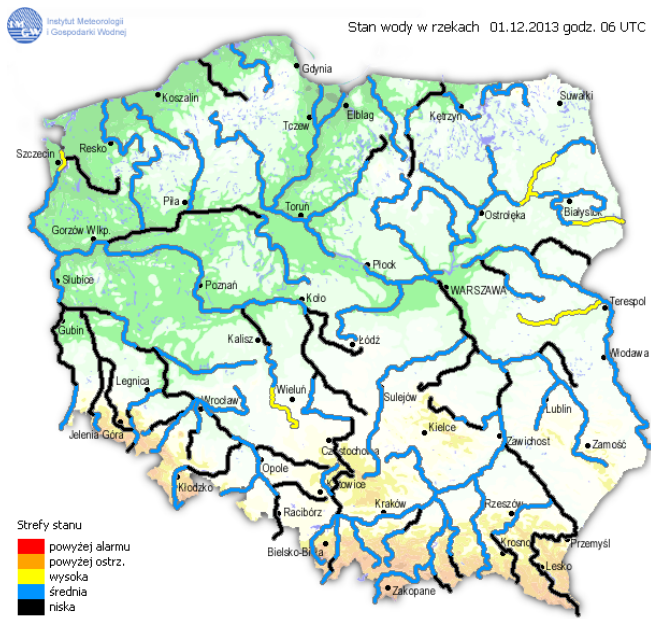 Instytut Meteorologii
i Gospodarki Wodnej
IMGW
Stan wody w rzekach 01.12.2013 godz. 06 UTC
Gdynia
Koszalin
Suwałki
Elblag
Kętrzyn
Tczew
Resko
Szczecin
Piła
Toruń
Ostrołęka
Białystok
Gorzów Wlkp.
Płock
Słubice
Poznań
WARSZAWA
Koło
Terespol
Gubin
Kalisz
Łódź
Włodawa
Legnica
Wieluń
Sulejów
Wrocław
Lublin
Jelenia Góra
Kielce
Zawichost
Zamość
Częstochowa
Opole
Kłodzko
Katowice
Racibórz
Kraków
Rzeszów
Strefy stanu
powyżej alarmu
powyżej ostrz.
wysoka
średnia
niska
Bielsko-Biała
Krosno
Przemyśl
Lesko
Zakopane